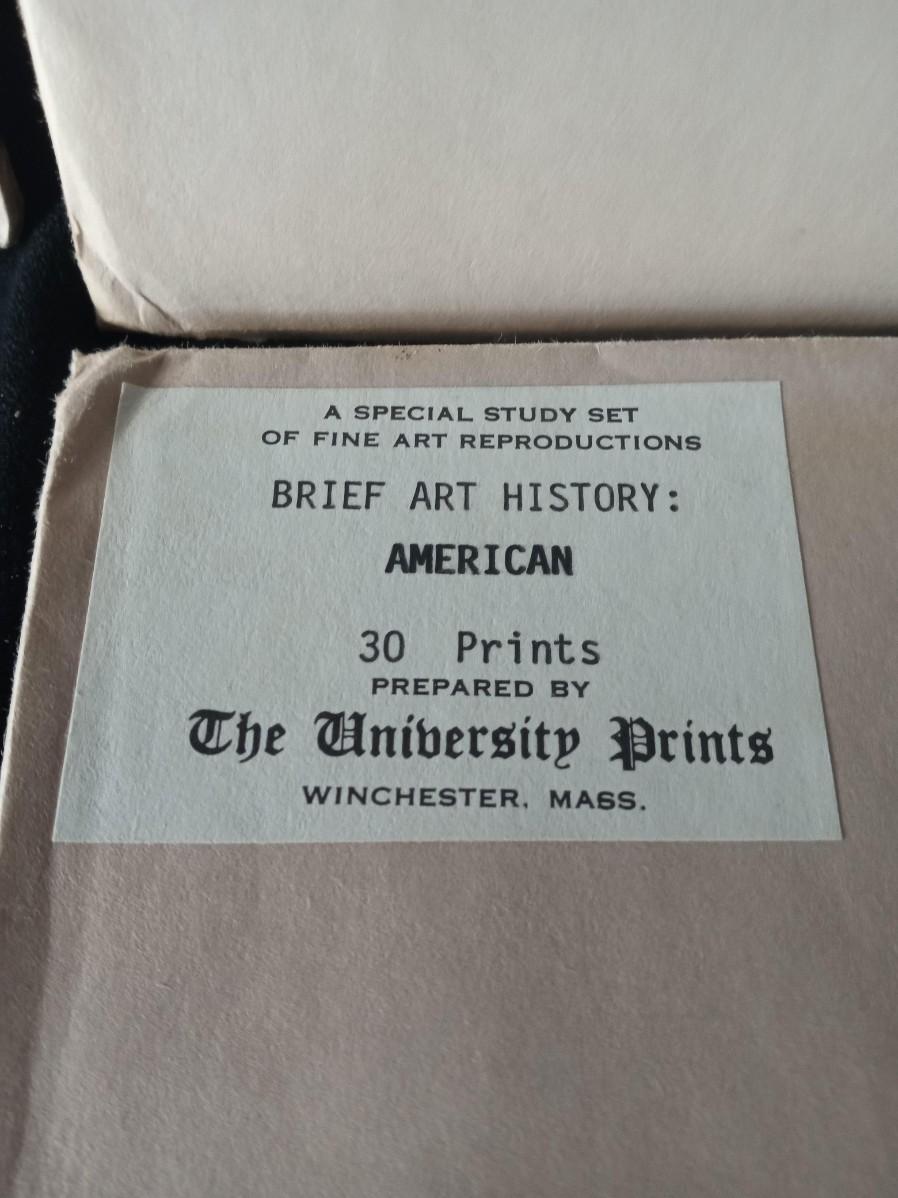 A SPECIAL STUDY SET
OF FINE ART REPRODUCTIONS
BRIEF ART HISTORY:
AMERICAN
30 Prints
PREPARED BY
The University Prints
WINCHESTER, MASS.